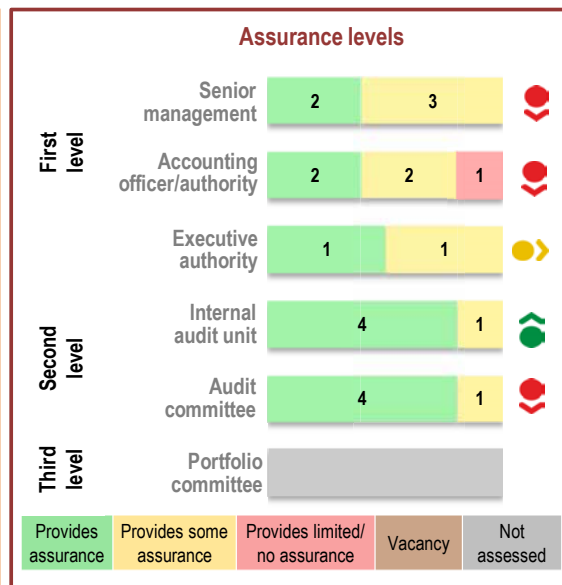 Assurance levels
First
level
Senior
management
2 3
Accounting
officer/authority
2 2 1
Executive
authority
1 1
Second
level
Internal
audit unit
4 1
Audit
committee
4 1
Third
level
Portfolio
committee
Provides
assurance
Provides some
assurance
Provides limited/
no assurance
Vacancy
Not
assessed